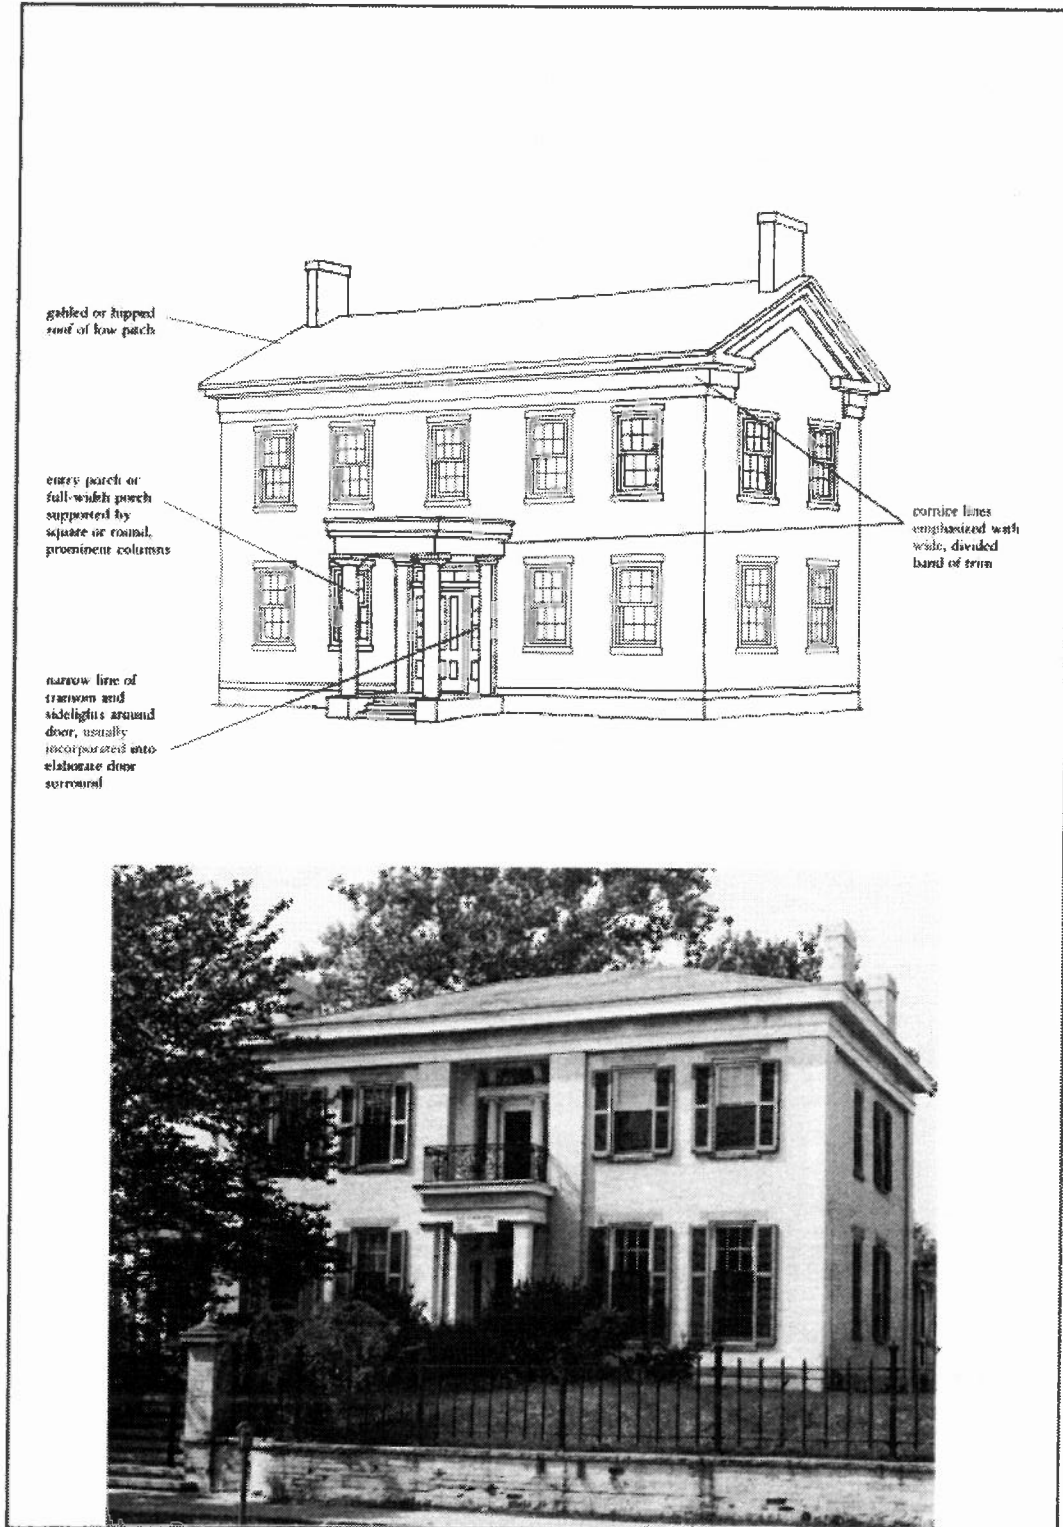 gabled or hipped
roof of low pitch
entry porch or
full-width porch
supported by
square or round,
prominent columns
cornice lines
emphasized with
wide, divided
band of trim
narrow line of
transom and
sidelights around
door, usually
incorporated into
elaborate door
surround